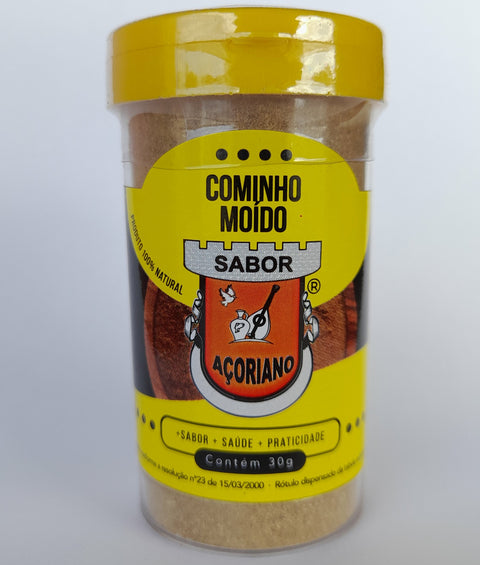 COMINHO
MOÍDO
PRODUTO 100% NATURAL
SABOR
®
AÇORIANO
+SABOR + SAÚDE + PRATICIDADE
Contém 30g
a resolução nº23 de 15/03/2000 · Rótulo dispensado de tabela